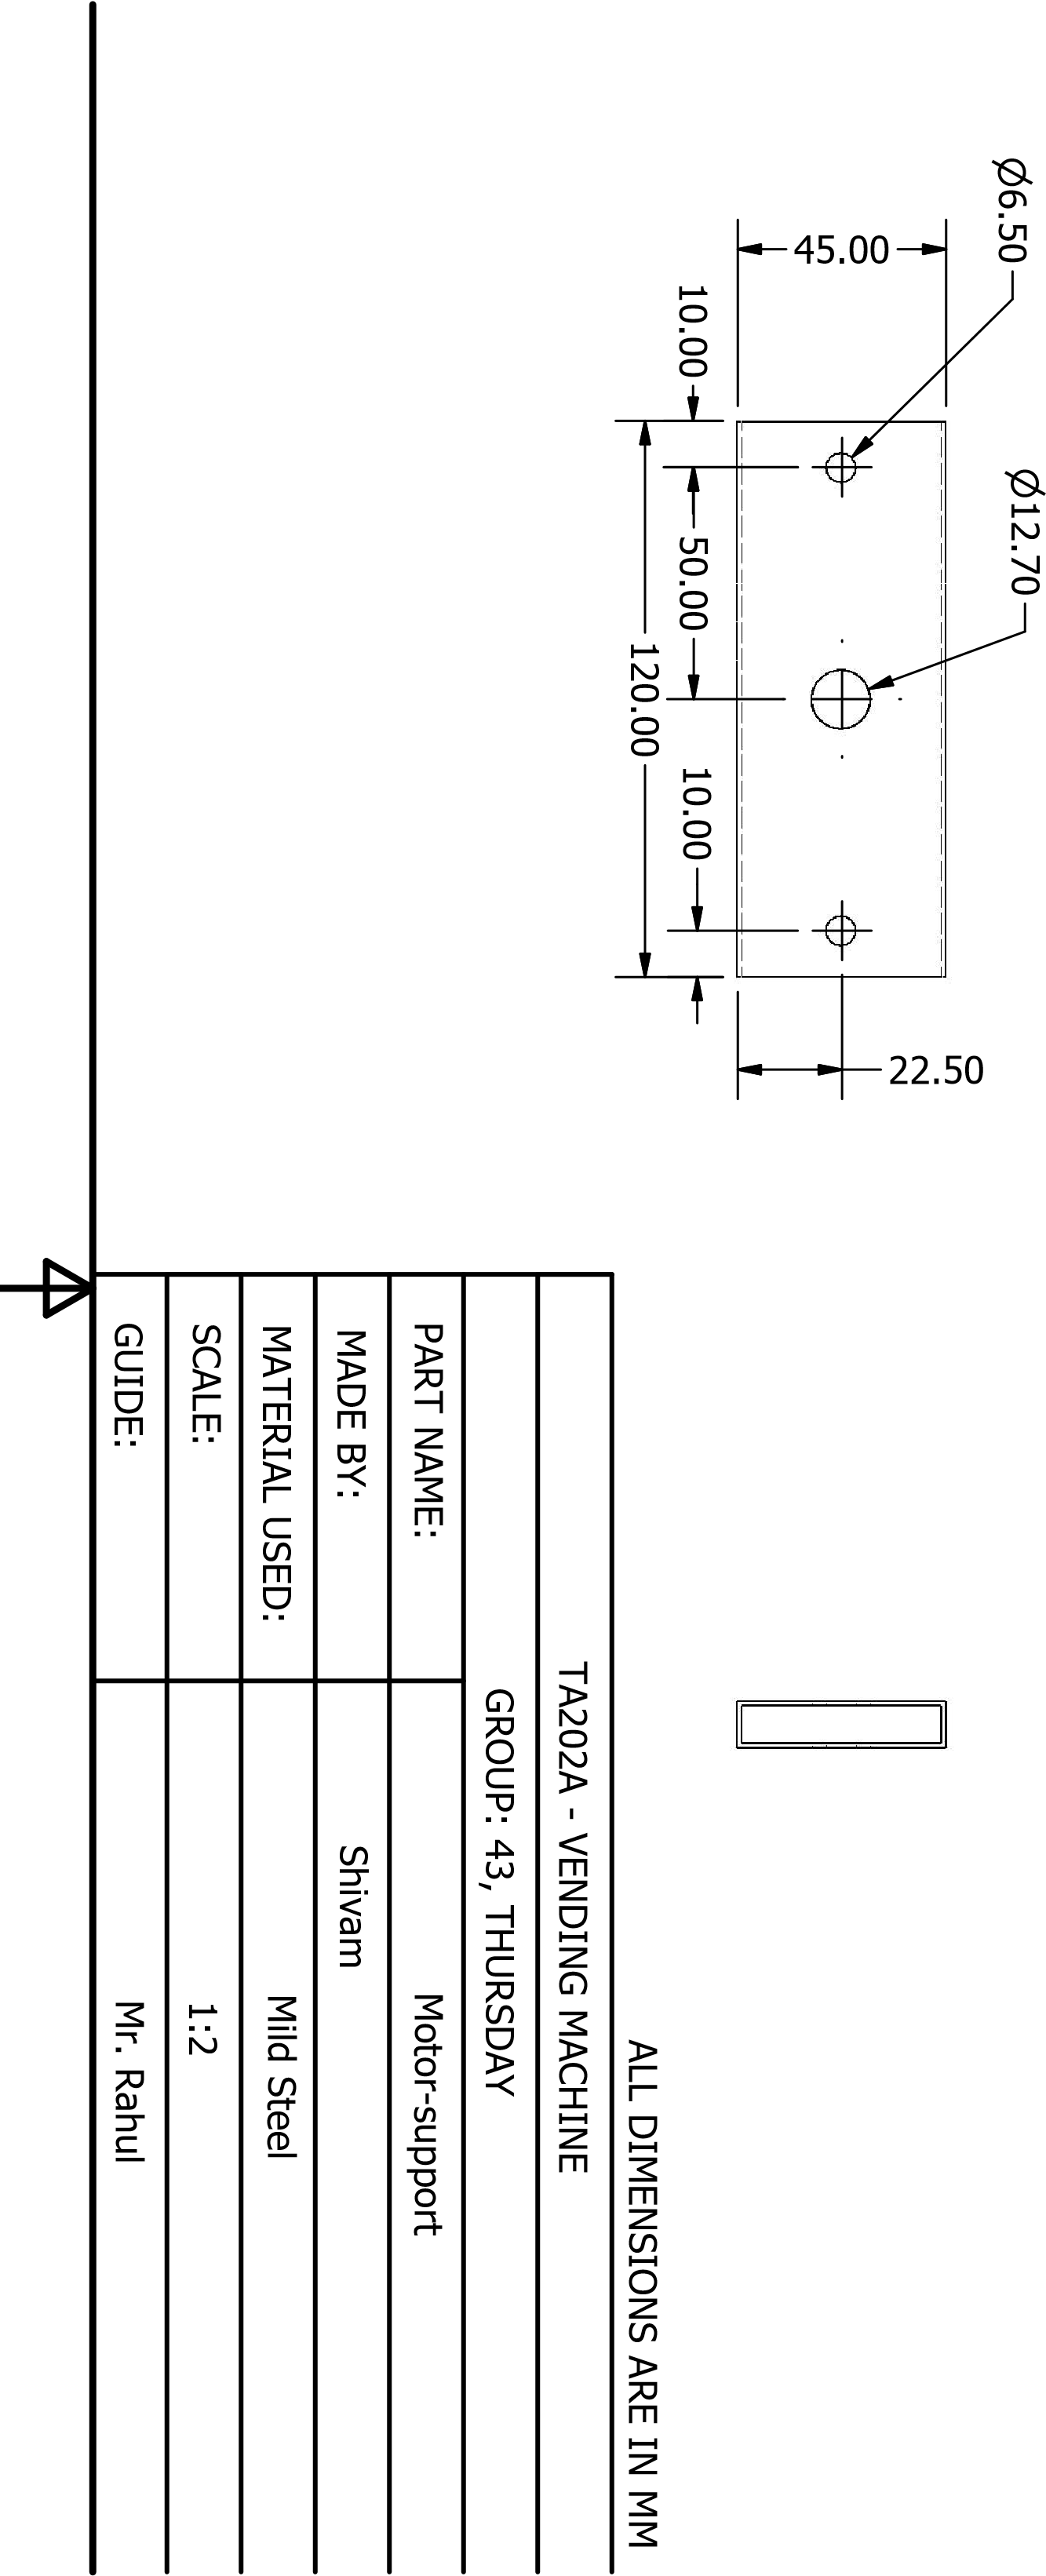 Ø6.50
Ø12.70
45.00
22.50
10.00
50.00
10.00
120.00
ALL DIMENSIONS ARE IN MM
TA202A - VENDING MACHINE
GROUP: 43, THURSDAY
PART NAME: Motor-support
MADE BY: Shivam
MATERIAL USED: Mild Steel
SCALE: 1:2
GUIDE: Mr. Rahul